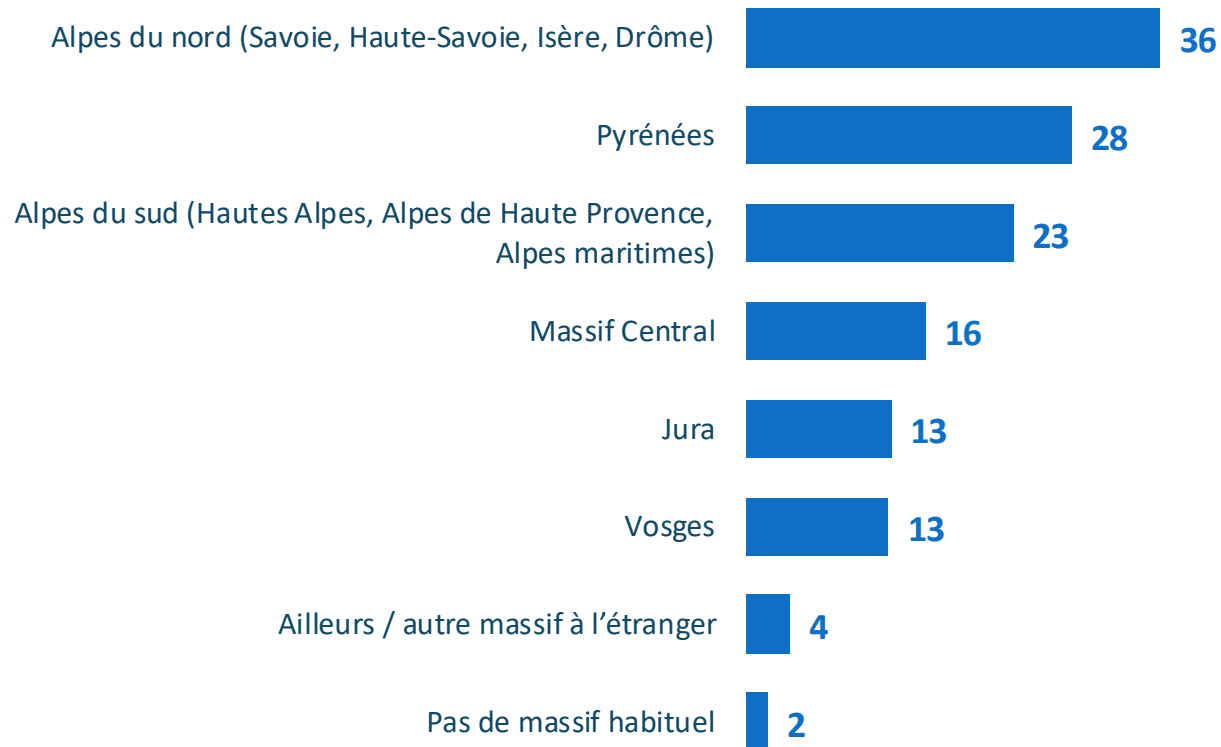 Alpes du nord (Savoie, Haute-Savoie, Isère, Drôme) 36
Pyrénées 28
Alpes du sud (Hautes Alpes, Alpes de Haute Provence,
Alpes maritimes) 23
Massif Central 16
Jura 13
Vosges 13
Ailleurs / autre massif à l’étranger 4
Pas de massif habituel 2